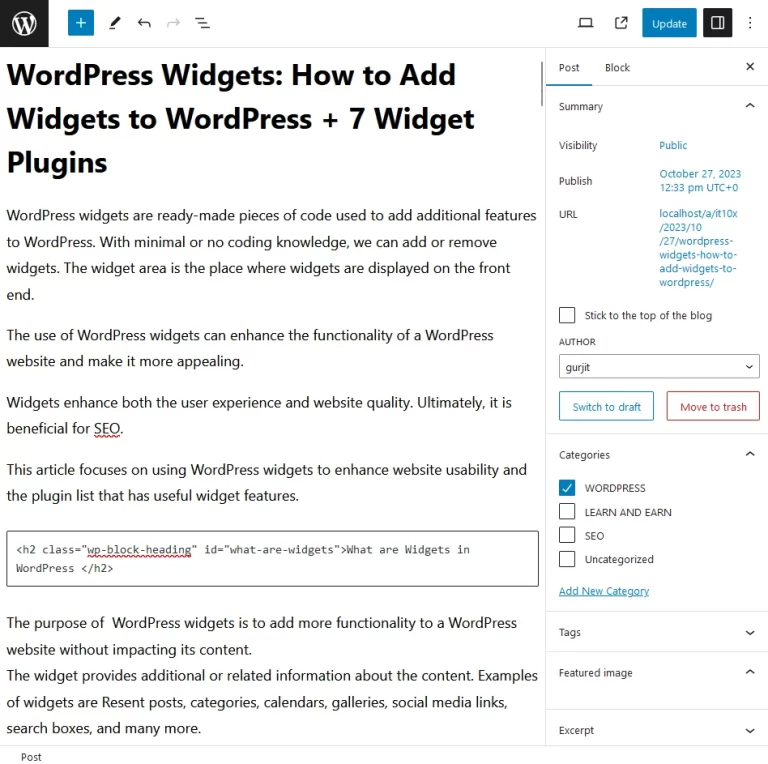 Update
WordPress Widgets: How to Add
Widgets to WordPress + 7 Widget
Plugins
WordPress widgets are ready-made pieces of code used to add additional features
to WordPress. With minimal or no coding knowledge, we can add or remove
widgets. The widget area is the place where widgets are displayed on the front
end.
The use of WordPress widgets can enhance the functionality of a WordPress
website and make it more appealing.
Widgets enhance both the user experience and website quality. Ultimately, it is
beneficial for SEO.
This article focuses on using WordPress widgets to enhance website usability and
the plugin list that has useful widget features.
<h2 class="wp-block-heading" id="what-are-widgets">What are Widgets in
WordPress </h2>
The purpose of  WordPress widgets is to add more functionality to a WordPress
website without impacting its content.
The widget provides additional or related information about the content. Examples
of widgets are Resent posts, categories, calendars, galleries, social media links,
search boxes, and many more.
Post
Block
Summary
Visibility
Public
Publish
October 27, 2023
12:33 pm UTC+0
URL
localhost/a/it10x
/2023/10
/27/wordpress-
widgets-how-to-
add-widgets-to-
wordpress/
Stick to the top of the blog
AUTHOR
gurjit
Switch to draft
Move to trash
Categories
WORDPRESS
LEARN AND EARN
SEO
Uncategorized
Add New Category
Tags
Featured image
Excerpt
Post